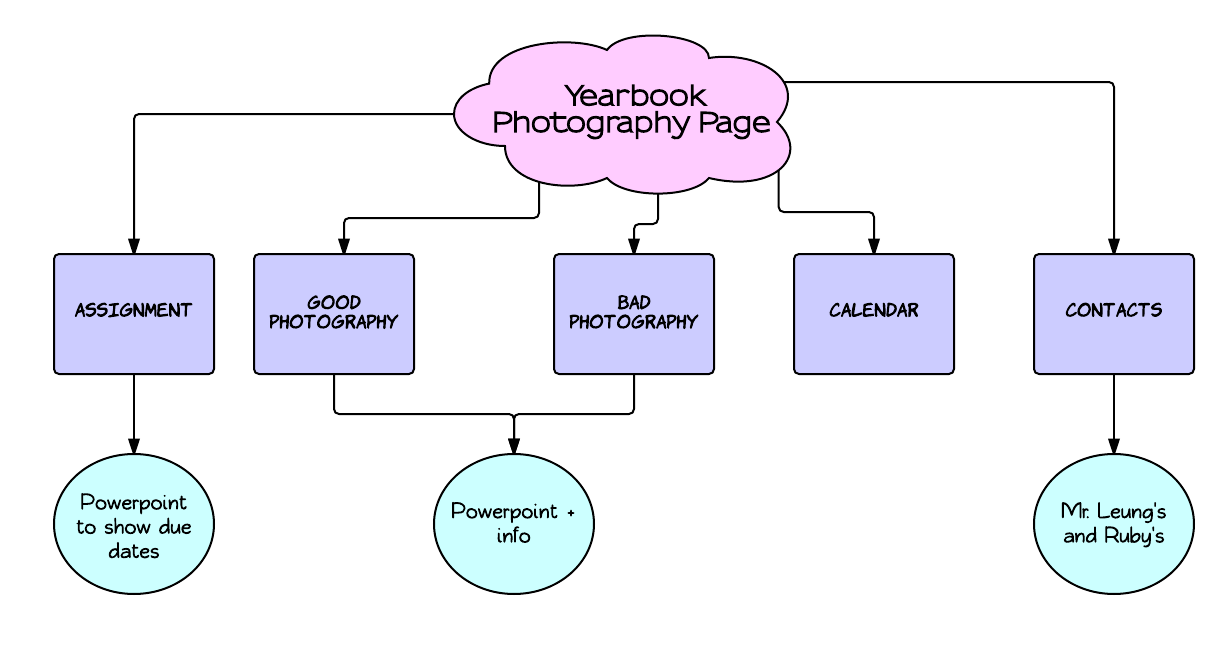 Yearbook
Photography Page
ASSIGNMENT
GOOD
PHOTOGRAPHY
BAD
PHOTOGRAPHY
CALENDAR
CONTACTS
Powerpoint
to show due
dates
Powerpoint +
info
Mr. Leung's
and Ruby's